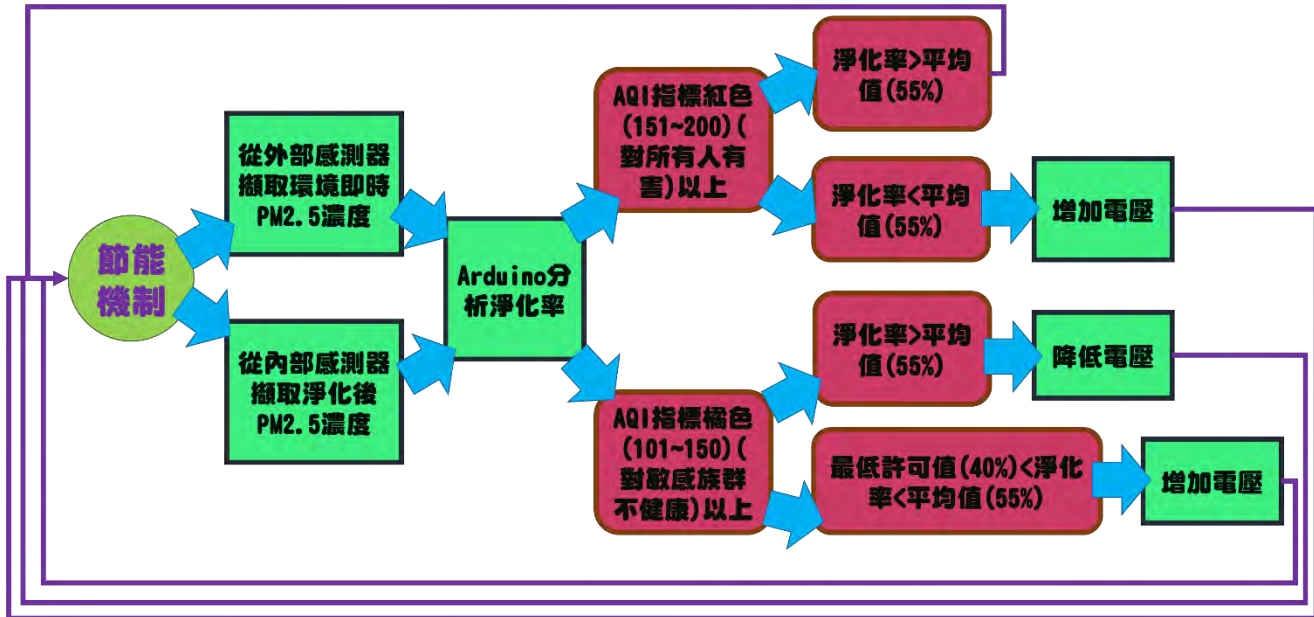 節能
機制
從外部感測器
擷取環境即時
PM2.5濃度
從內部感測器
擷取淨化後
PM2.5濃度
Arduino分
析淨化率
AQI指標紅色
(151~200)(
對所有人有
害)以上
淨化率>平均
值(55%)
淨化率<平均
值(55%)
增加電壓
AQI指標橘色
(101~150)(
對敏感族群
不健康)以上
淨化率>平均
值(55%)
降低電壓
最低許可值(40%)<淨化
率<平均值(55%)
增加電壓